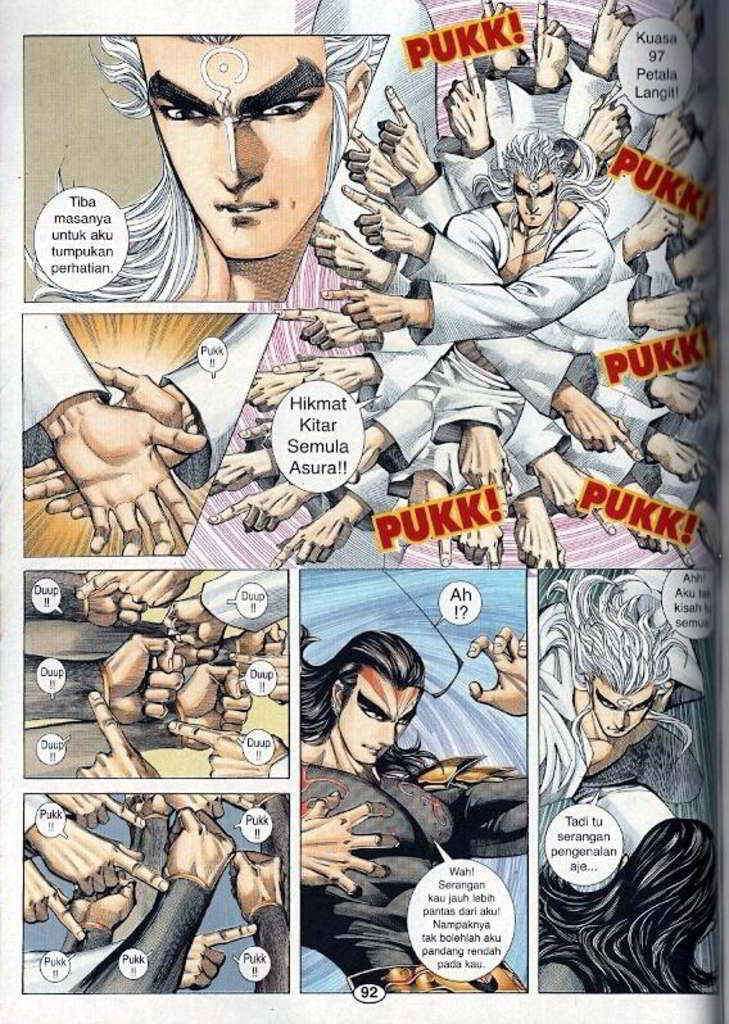 Tiba
masanya
untuk aku
tumpukan
perhatian.
PUKK!
Kuasa
97
Petala
Langit!
PUKK!
PUKK!
Hikmat
Kitar
Semula
Asura!!
PUKK!
PUKK!
Pukk
!!
Duup
!!
Duup
!!
Duup
!!
Duup
!!
Duup
!!
Duup
!!
Pukk
!!
Pukk
!!
Pukk
!!
Pukk
!!
Pukk
!!
Ah
!?
Wah!
Serangan
kau jauh lebih
pantas dari aku!
Nampaknya
tak bolehlah aku
pandang rendah
pada kau.
Ahh!
Aku
kisah
Tadi tu
serangan
pengenalan
aje...
92